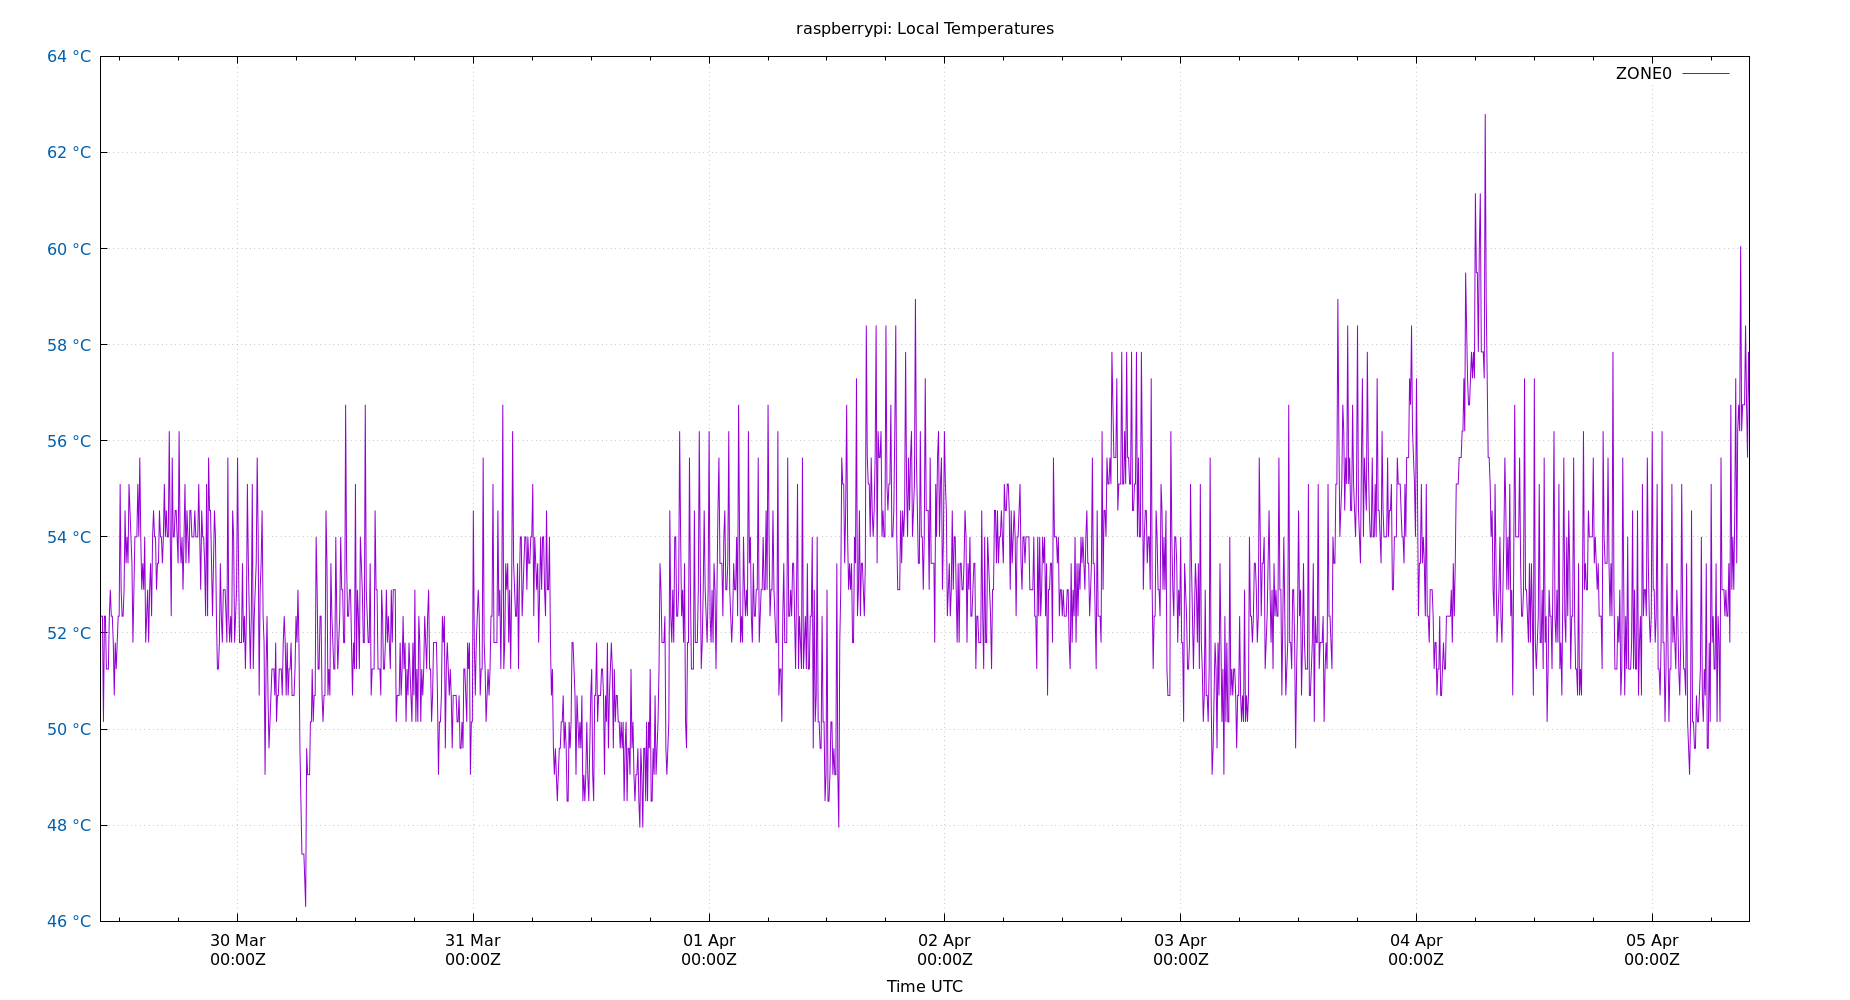 raspberrypi: Local Temperatures
64 °C
ZONE0
62 °C
60 °C
58 °C
56 °C
54 °C
52 °C
50 °C
48 °C
46 °C
30 Mar 31 Mar 01 Apr 02 Apr 03 Apr 04 Apr 05 Apr
00:00Z 00:00Z 00:00Z 00:00Z 00:00Z 00:00Z 00:00Z
Time UTC